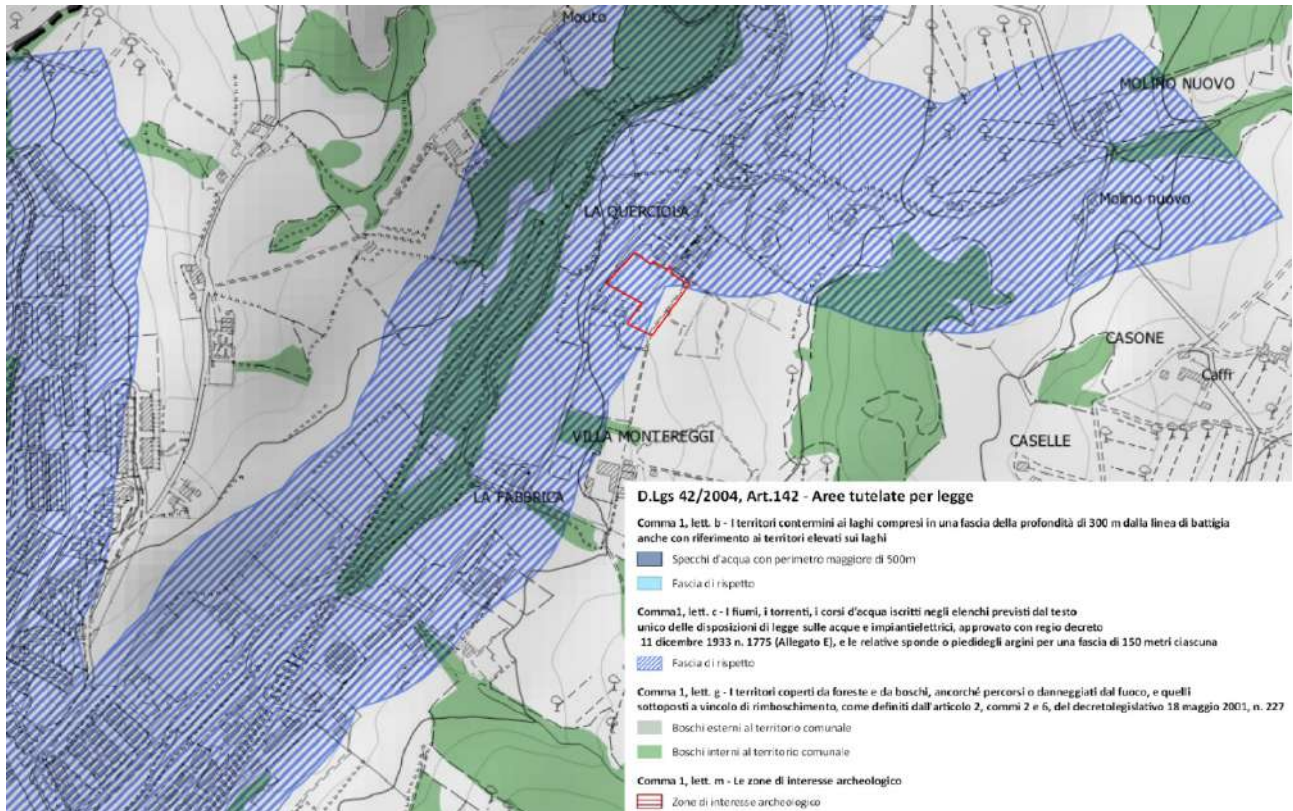 Mouto
MOLINO NUOVO
Molino nuovo
LA QUERCIOLA
CASONE
Caffi
VILLA MONTEREGGI
CASELLE
LA FABBRICA
D.Lgs 42/2004, Art.142 - Aree tutelate per legge
Comma 1, lett. b - I territori contermini ai laghi compresi in una fascia della profondità di 300 m dalla linea di battigia
anche con riferimento ai territori elevati sui laghi
Specchi d'acqua con perimetro maggiore di 500m
Fascia di rispetto
Comma1, lett. c - I fiumi, i torrenti, i corsi d'acqua iscritti negli elenchi previsti dal testo
unico delle disposizioni di legge sulle acque e impiantielettrici, approvato con regio decreto
11 dicembre 1933 n. 1775 (Allegato E), e le relative sponde o piedidegli argini per una fascia di 150 metri ciascuna
Fascia di rispetto
Comma 1, lett. g - I territori coperti da foreste e da boschi, ancorché percorsi o danneggiati dal fuoco, e quelli
sottoposti a vincolo di rimboschimento, come definiti dall'articolo 2, commi 2 e 6, del decretolegislativo 18 maggio 2001, n. 227
Boschi esterni al territorio comunale
Boschi interni al territorio comunale
Comma 1, lett. m - Le zone di interesse archeologico
Zone di interesse archeologico